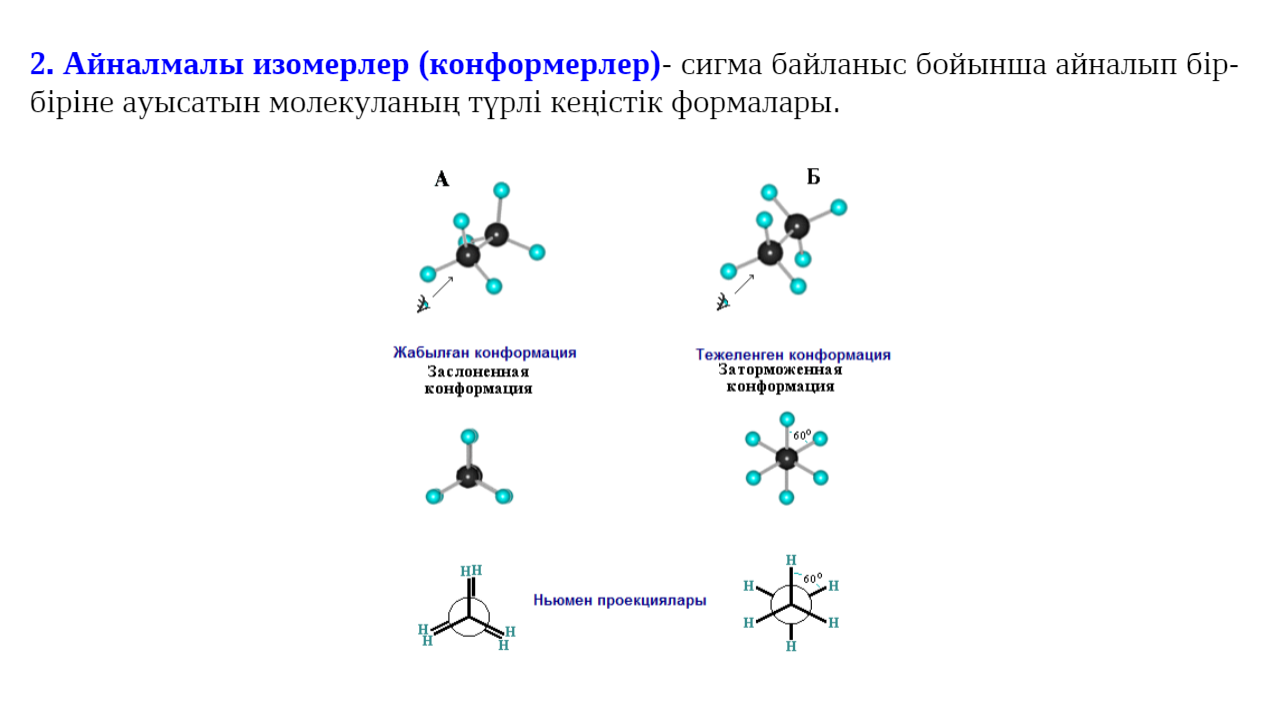 2. Айналмалы изомерлер (конформерлер)- сигма байланыс бойынша айналып бір-
біріне ауысатын молекуланың түрлі кеңістік формалары.
А
Б
Жабылған конформация
Заслоненная
конформация
Тежеленген конформация
Заторможенная
конформация
60°
HH
H
H
H
H
Ньюмен проекциялары
H
60°
H
H
H
H
H